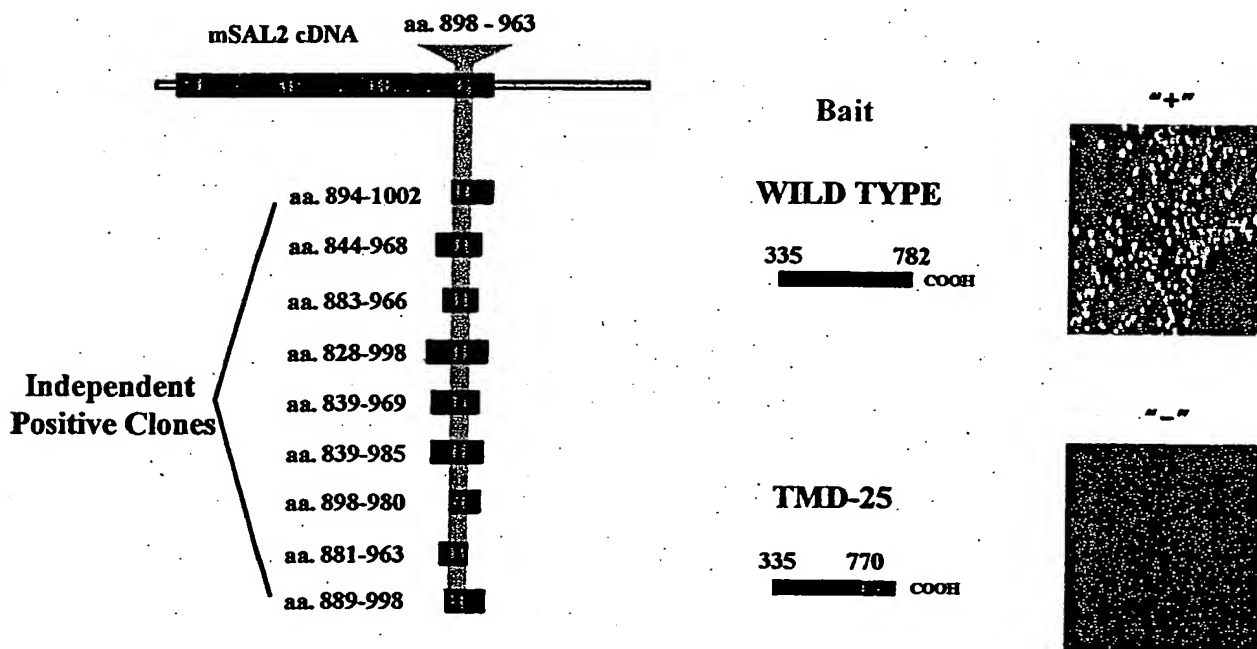 mSAL2 cDNA
aa. 898 - 963
aa. 894-1002
aa. 844-968
aa. 883-966
aa. 828-998
aa. 839-969
aa. 839-985
aa. 898-980
aa. 881-963
aa. 889-998
Independent
Positive Clones
Bait
WILD TYPE
335 782
COOH
TMD-25
335 770
COOH
"+"
"-"